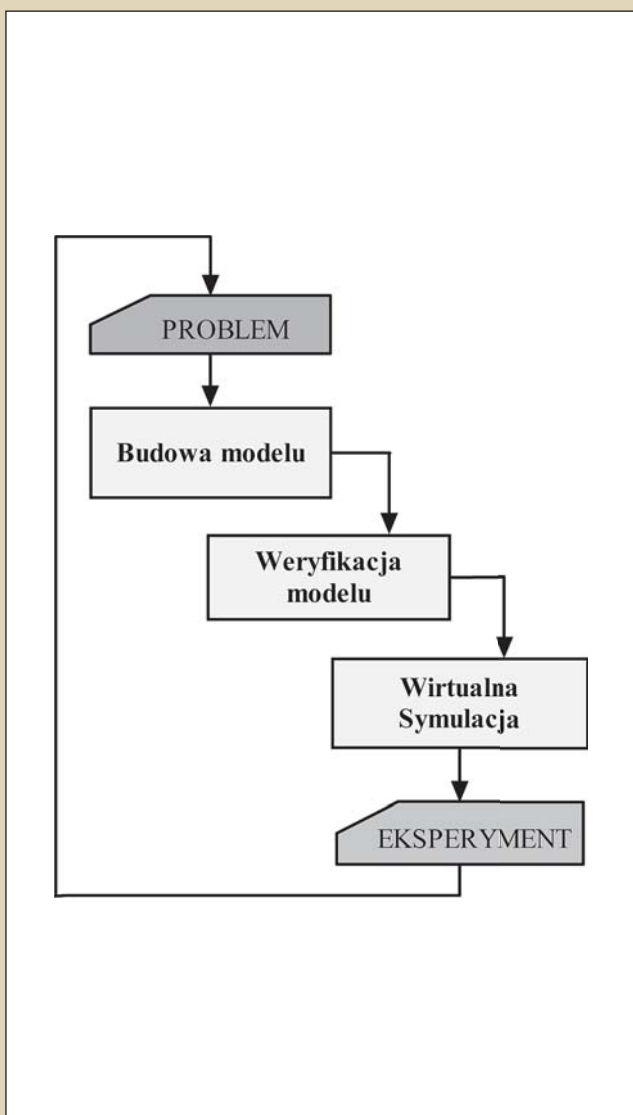 PROBLEM
Budowa modelu
Weryfikacja
modelu
Wirtualna
Symulacja
EKSPERYMENT